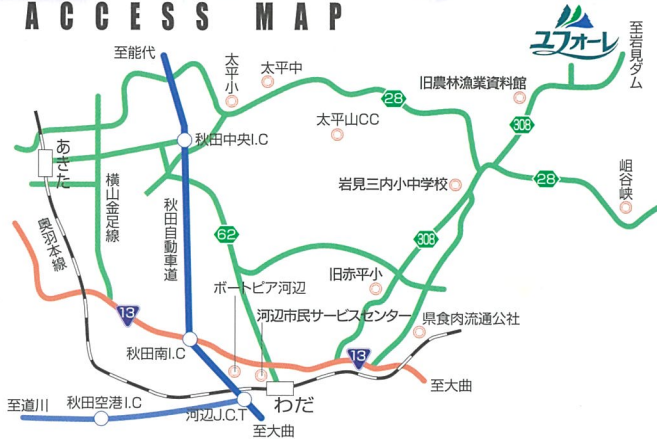 ACCESS MAP
ユフォーレ
至能代
太平小
太平中
至岩見ダム
旧農林漁業資料館
28
308
太平山CC
秋田中央I.C
あきた
岩見三内小中学校
28
岨谷峡
横山金足線
秋田自動車道
奥羽本線
62
308
旧赤平小
ボートピア河辺
13
河辺市民サービスセンター
県食肉流通公社
秋田南I.C
13
至大曲
わだ
至道川
秋田空港I.C
河辺J.C.T
至大曲